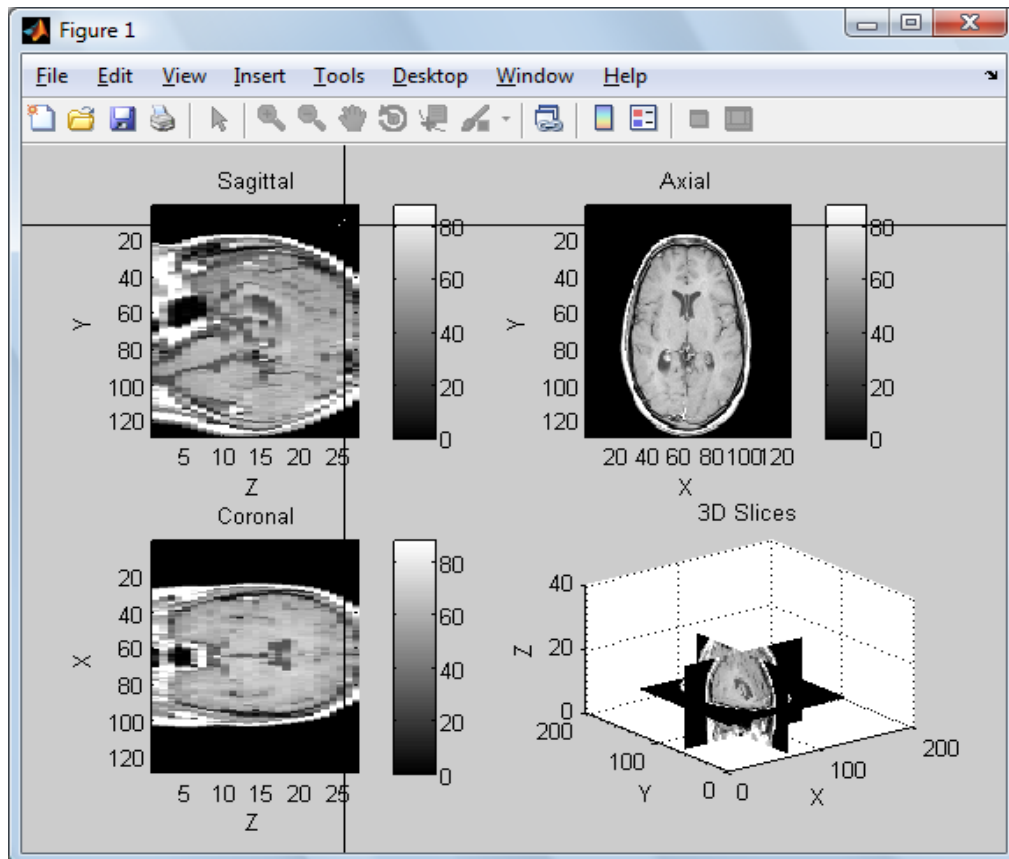 Figure 1
File Edit View Insert Tools Desktop Window Help
Sagittal
20
40
60
80
100
120
Y
5 10 15 20 25
Z
80
60
40
20
0
Axial
20
40
60
80
100
120
Y
20 40 60 80 100 120
X
80
60
40
20
0
Coronal
20
40
60
80
100
120
X
5 10 15 20 25
Z
80
60
40
20
0
3D Slices
40
20
0
Z
200
100
0
Y
0
100
200
X